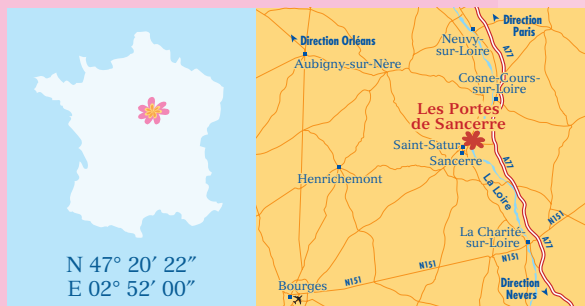 N 47° 20′ 22″
E 02° 52′ 00″
Direction
Paris
Neuvy-
sur-Loire
Direction Orléans
Aubigny-sur-Nère
A77
Cosne-Cours-
sur-Loire
Les Portes
de Sancerre
Saint-Satur
Sancerre
A77
Henrichemont
La Loire
N151
La Charité-
sur-Loire
A77
N151
N151
Bourges
Direction
Nevers